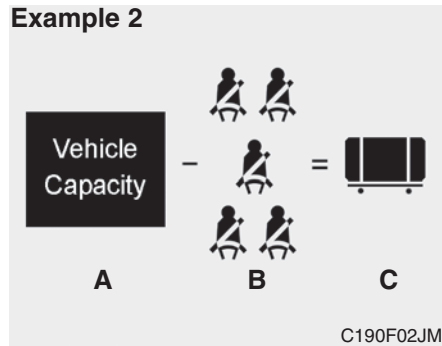 Example 2
Vehicle
Capacity
-
=
A B C
C190F02JM